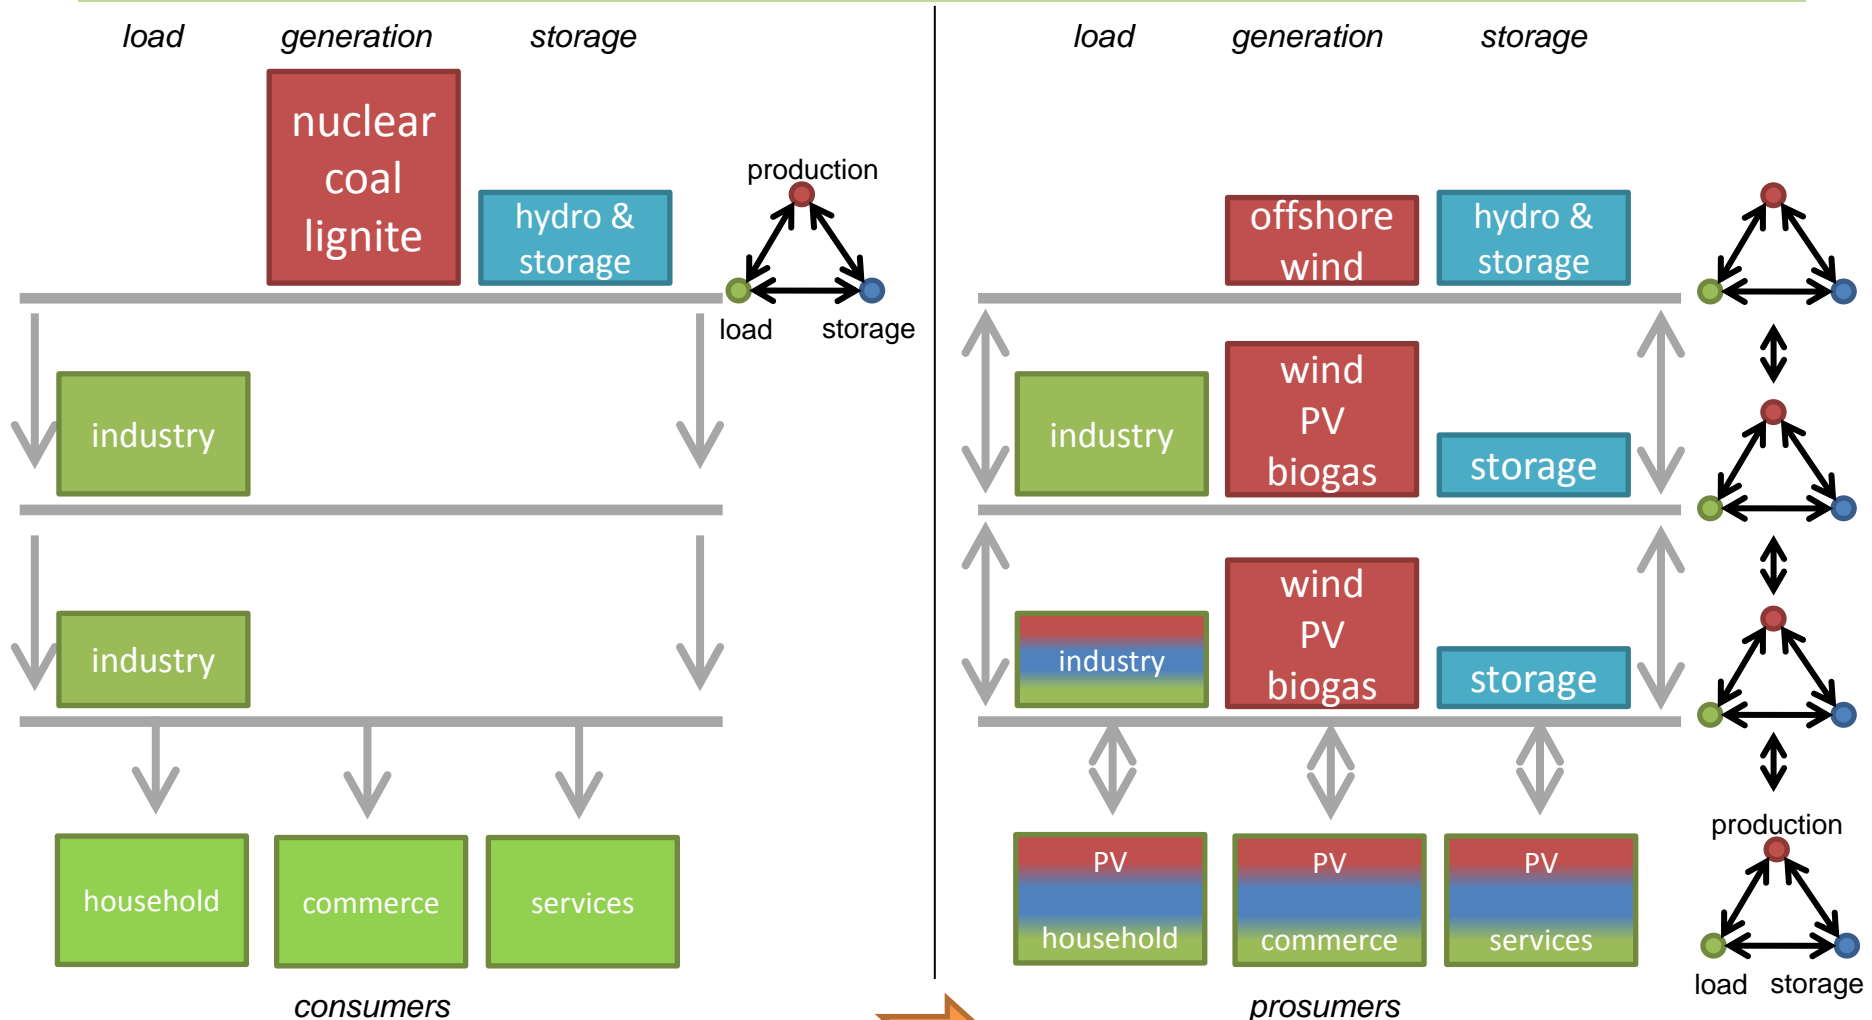 load generation storage
nuclear
coal
lignite
hydro &
storage
production
load storage
industry
industry
household commerce services
consumers
load generation storage
offshore
wind
hydro &
storage
industry
wind
PV
biogas
storage
industry
wind
PV
biogas
storage
PV
household
PV
commerce
PV
services
production
load storage
prosumers